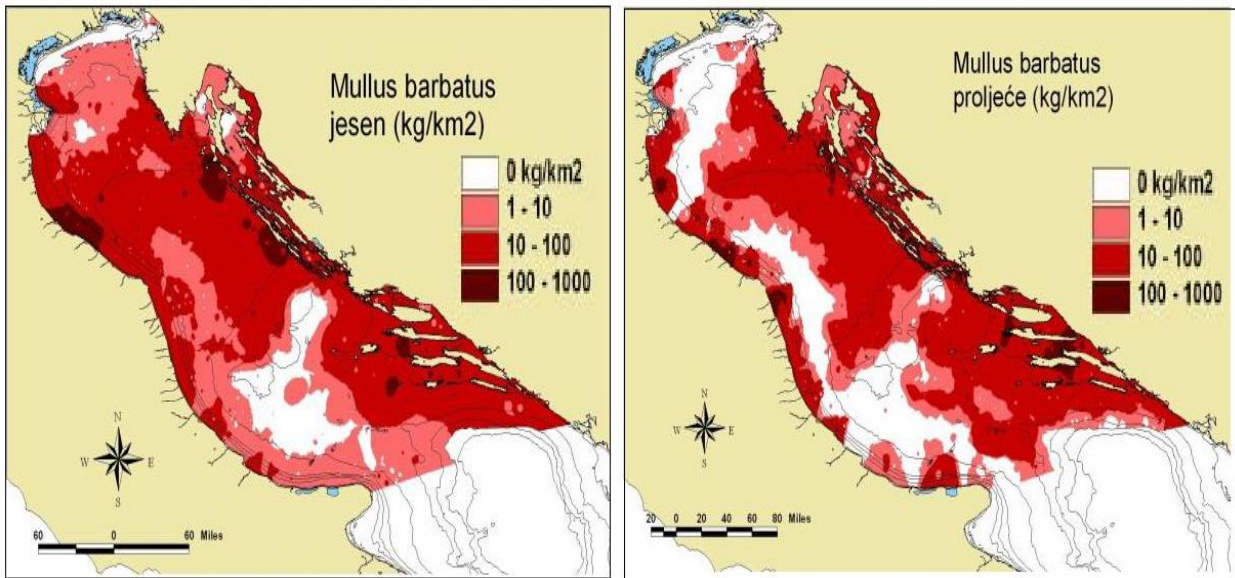 Mullus barbatus
jesen (kg/km2)
0 kg/km2
1 - 10
10 - 100
100 - 1000
N
W E
S
60 0 60 Miles
Mullus barbatus
proljeće (kg/km2)
0 kg/km2
1 - 10
10 - 100
100 - 1000
N
W E
S
20 0 20 40 60 80 Miles